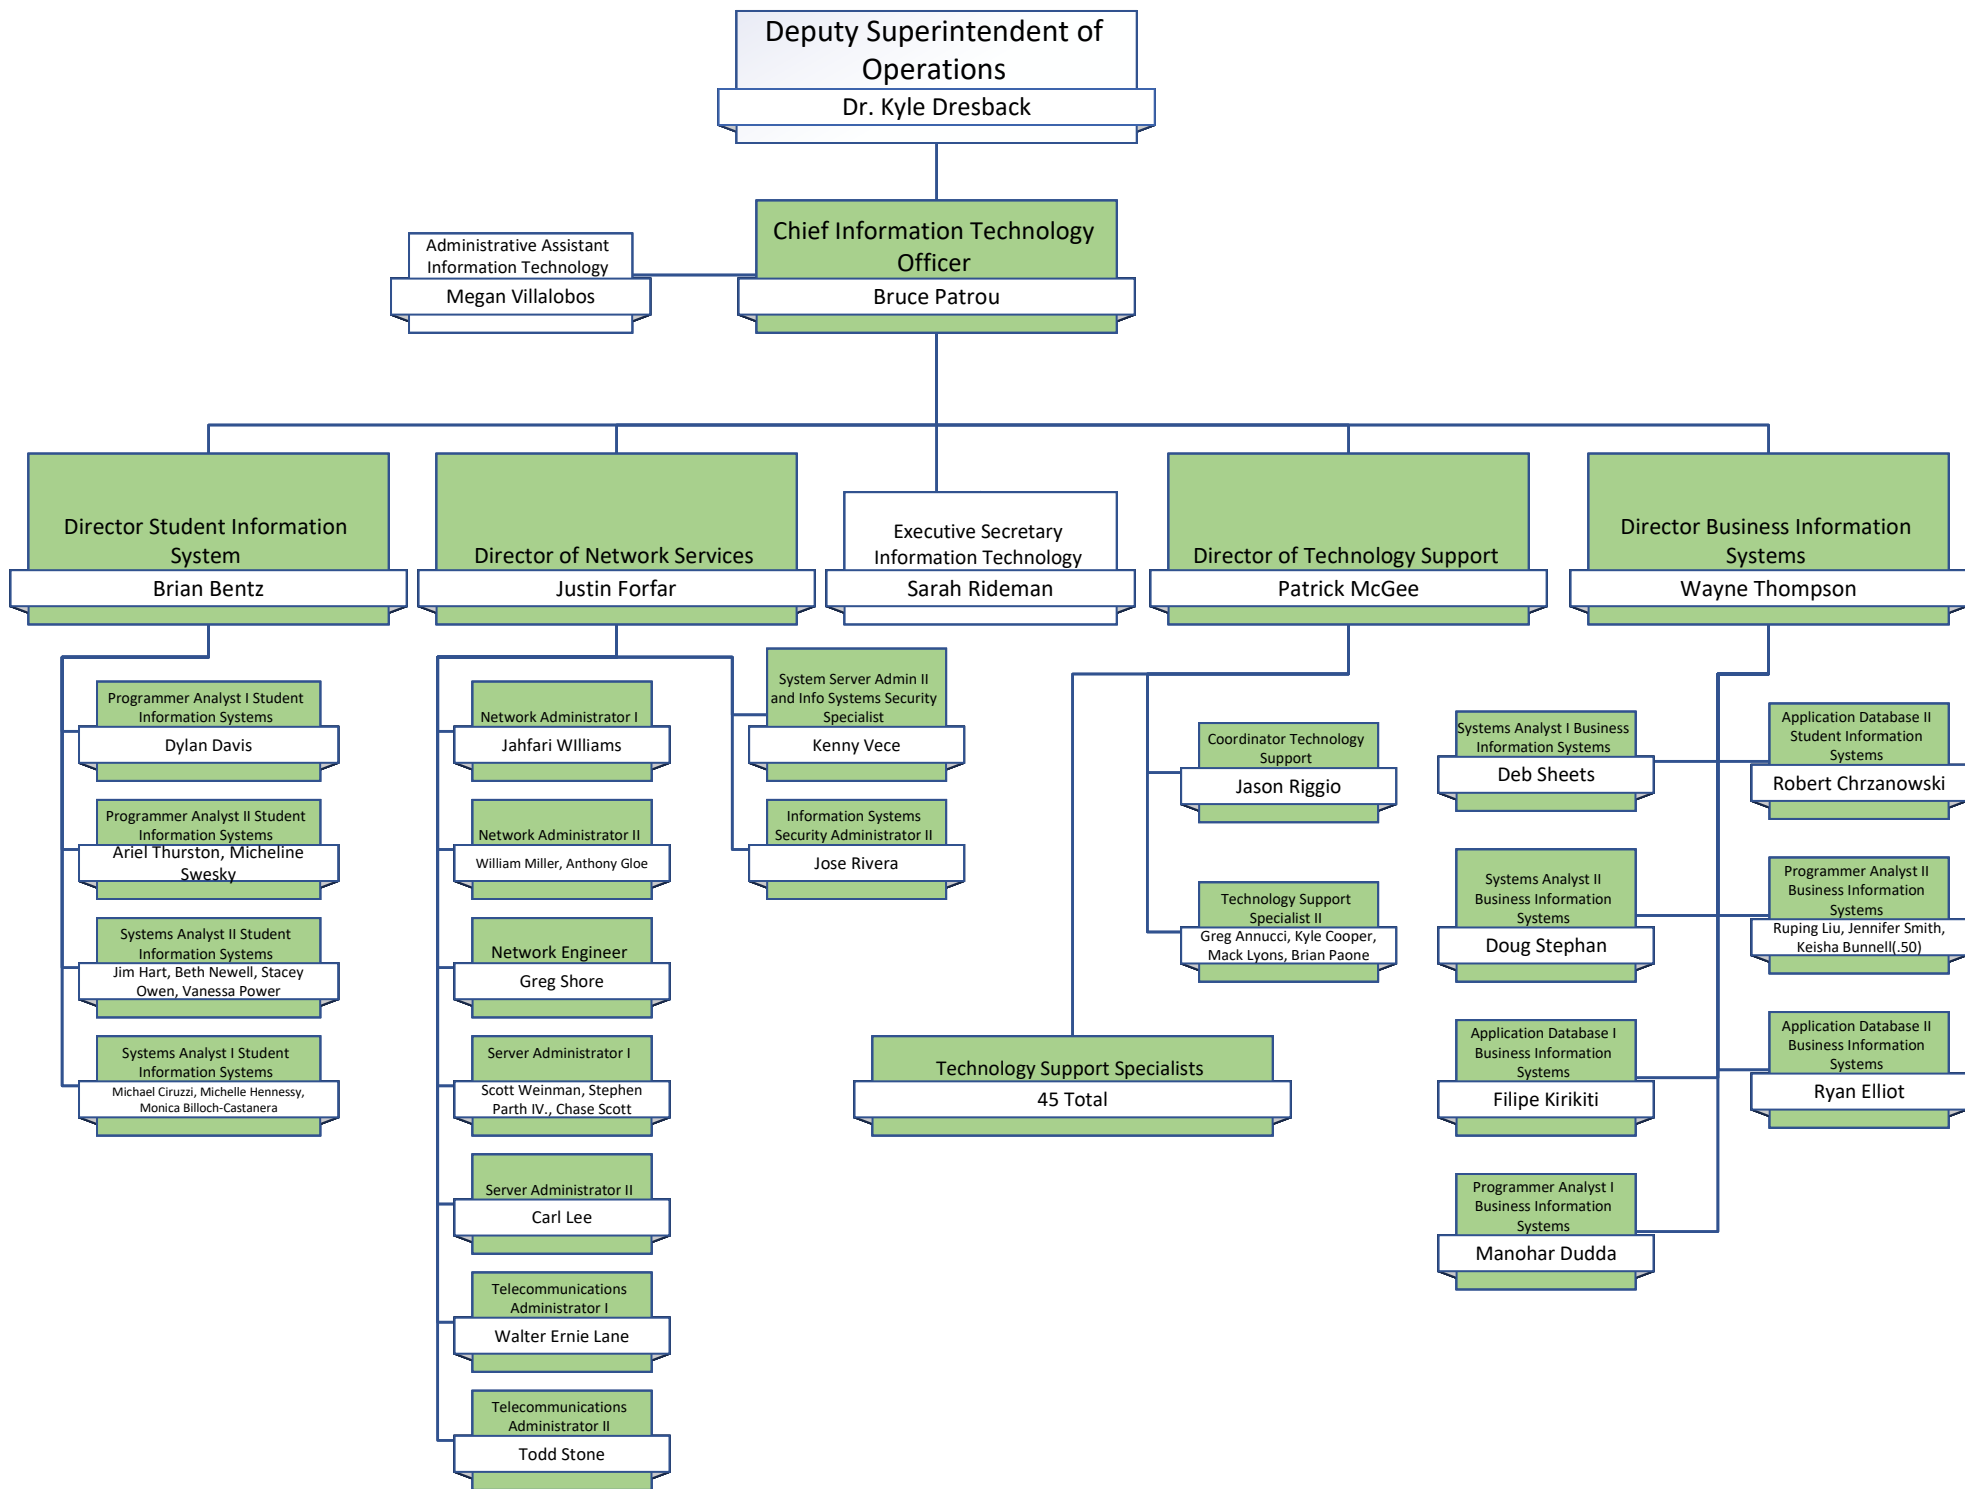 Deputy Superintendent of
Operations
Dr. Kyle Dresback
Chief Information Technology
Officer
Bruce Patrou
Administrative Assistant
Information Technology
Megan Villalobos
Director Student Information
System
Brian Bentz
Director of Network Services
Justin Forfar
Executive Secretary
Information Technology
Sarah Rideman
Director of Technology Support
Patrick McGee
Director Business Information
Systems
Wayne Thompson
Programmer Analyst I Student
Information Systems
Dylan Davis
Programmer Analyst II Student
Information Systems
Ariel Thurston, Micheline
Swesky
Systems Analyst II Student
Information Systems
Jim Hart, Beth Newell, Stacey
Owen, Vanessa Power
Systems Analyst I Student
Information Systems
Michael Ciruzzi, Michelle Hennessy,
Monica Billoch-Castanera
Network Administrator I
Jahfari WIlliams
Network Administrator II
William Miller, Anthony Gloe
Network Engineer
Greg Shore
Server Administrator I
Scott Weinman, Stephen
Parth IV., Chase Scott
Server Administrator II
Carl Lee
Telecommunications
Administrator I
Walter Ernie Lane
Telecommunications
Administrator II
Todd Stone
System Server Admin II
and Info Systems Security
Specialist
Kenny Vece
Information Systems
Security Administrator II
Jose Rivera
Coordinator Technology
Support
Jason Riggio
Technology Support
Specialist II
Greg Annucci, Kyle Cooper,
Mack Lyons, Brian Paone
Technology Support Specialists
45 Total
Systems Analyst I Business
Information Systems
Deb Sheets
Systems Analyst II
Business Information
Systems
Doug Stephan
Application Database I
Business Information
Systems
Filipe Kirikiti
Programmer Analyst I
Business Information
Systems
Manohar Dudda
Application Database II
Student Information
Systems
Robert Chrzanowski
Programmer Analyst II
Business Information
Systems
Ruping Liu, Jennifer Smith,
Keisha Bunnell(.50)
Application Database II
Business Information
Systems
Ryan Elliot